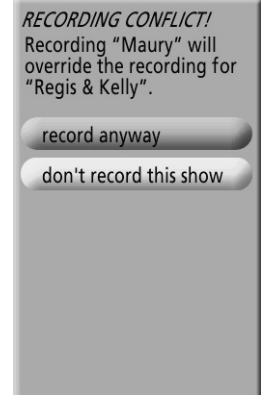 RECORDING CONFLICT!
Recording “Maury” will
override the recording for
“Regis & Kelly”.
record anyway
don't record this show